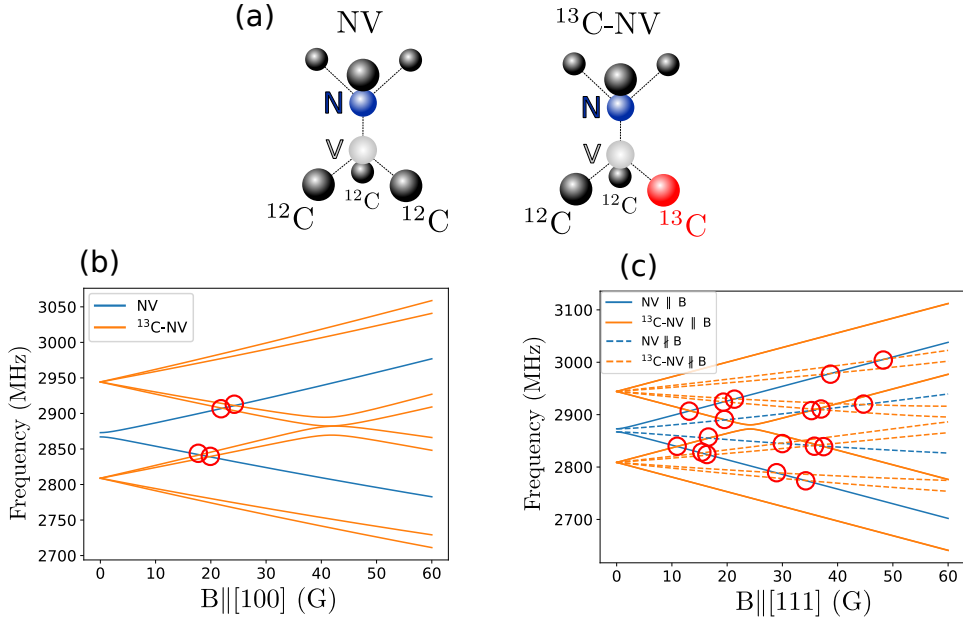 (a)
NV
¹³C-NV
N
V
¹²C
¹²C
¹²C
N
V
¹²C
¹²C
¹³C
(b)
Frequency (MHz)
3050
3000
2950
2900
2850
2800
2750
2700
NV
¹³C-NV
0 10 20 30 40 50 60
B∥[100] (G)
(c)
Frequency (MHz)
3100
3000
2900
2800
2700
NV ∥ B
¹³C-NV ∥ B
NV ∦ B
¹³C-NV ∦ B
0 10 20 30 40 50 60
B∥[111] (G)